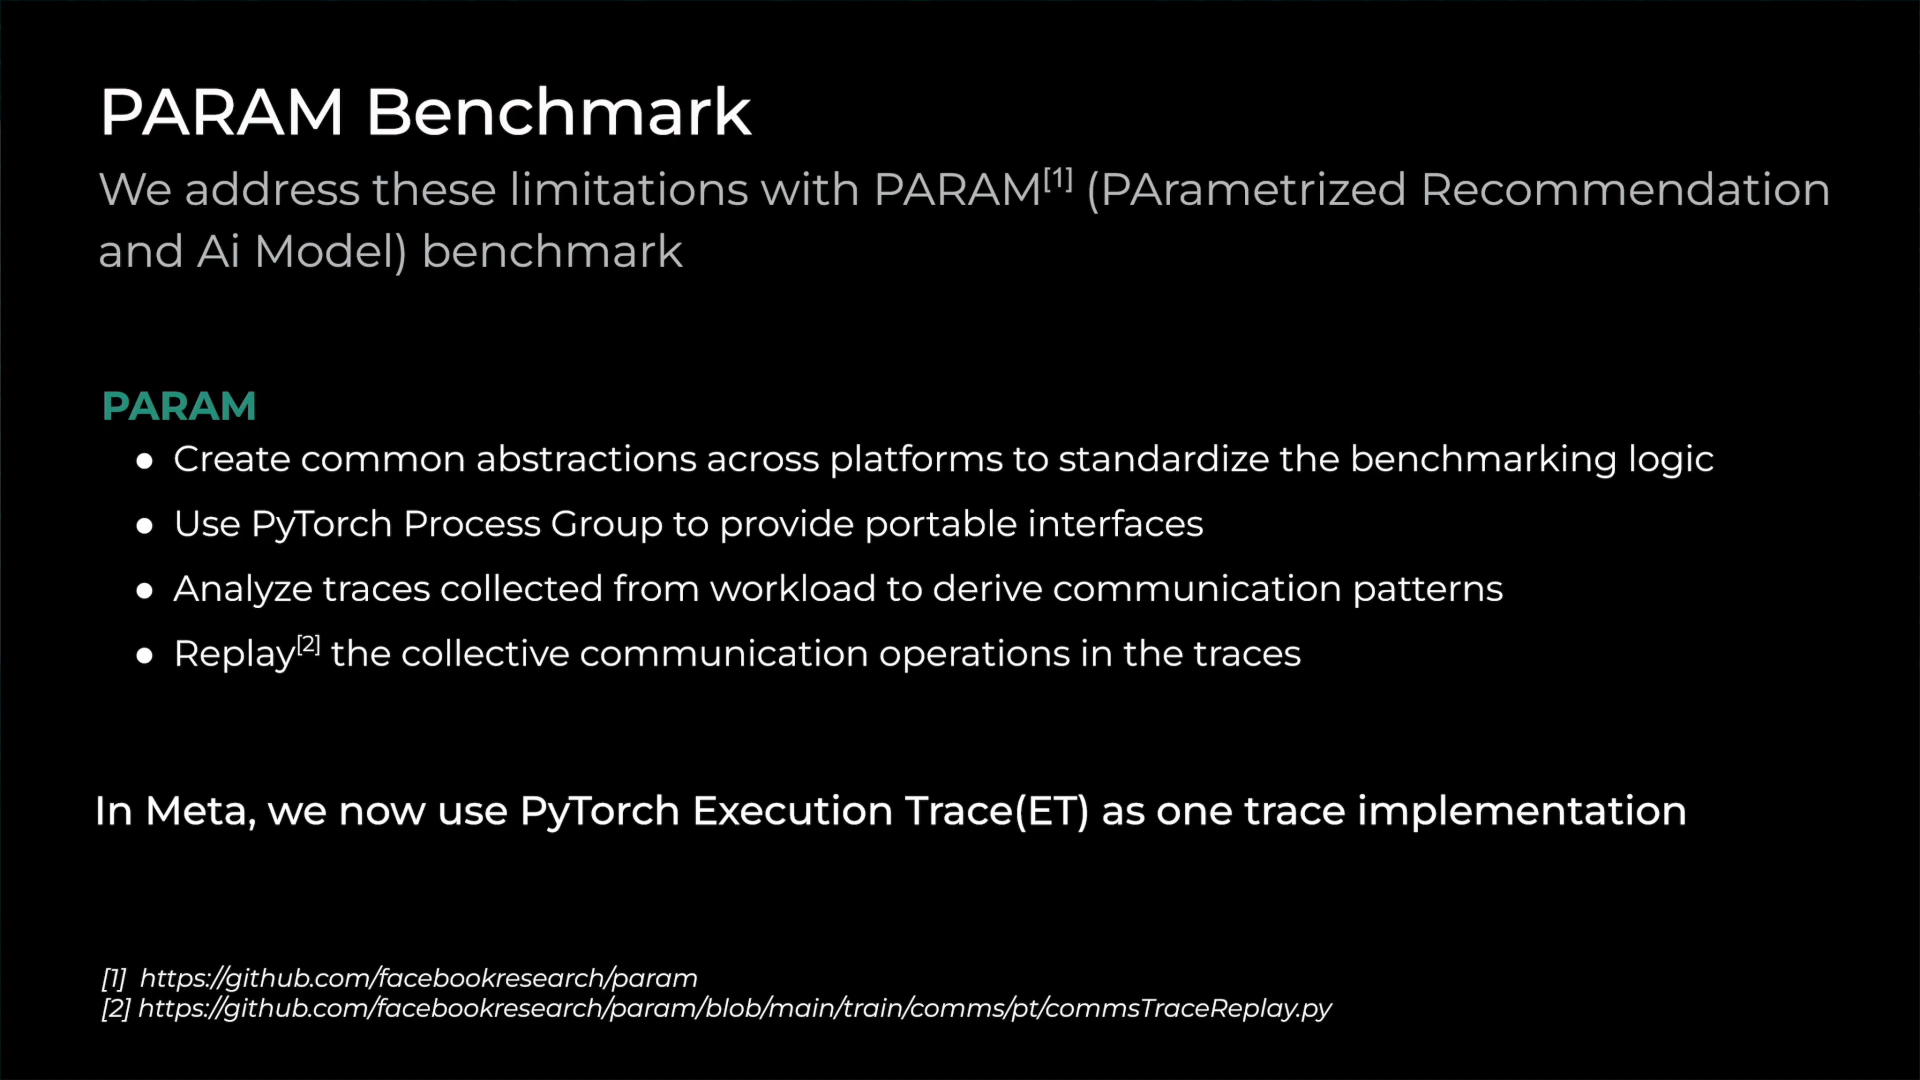 PARAM Benchmark
We address these limitations with PARAM[1] (PArametrized Recommendation
and Ai Model) benchmark
PARAM
● Create common abstractions across platforms to standardize the benchmarking logic
● Use PyTorch Process Group to provide portable interfaces
● Analyze traces collected from workload to derive communication patterns
● Replay[2] the collective communication operations in the traces
In Meta, we now use PyTorch Execution Trace(ET) as one trace implementation
[1] https://github.com/facebookresearch/param
[2] https://github.com/facebookresearch/param/blob/main/train/comms/pt/commsTraceReplay.py